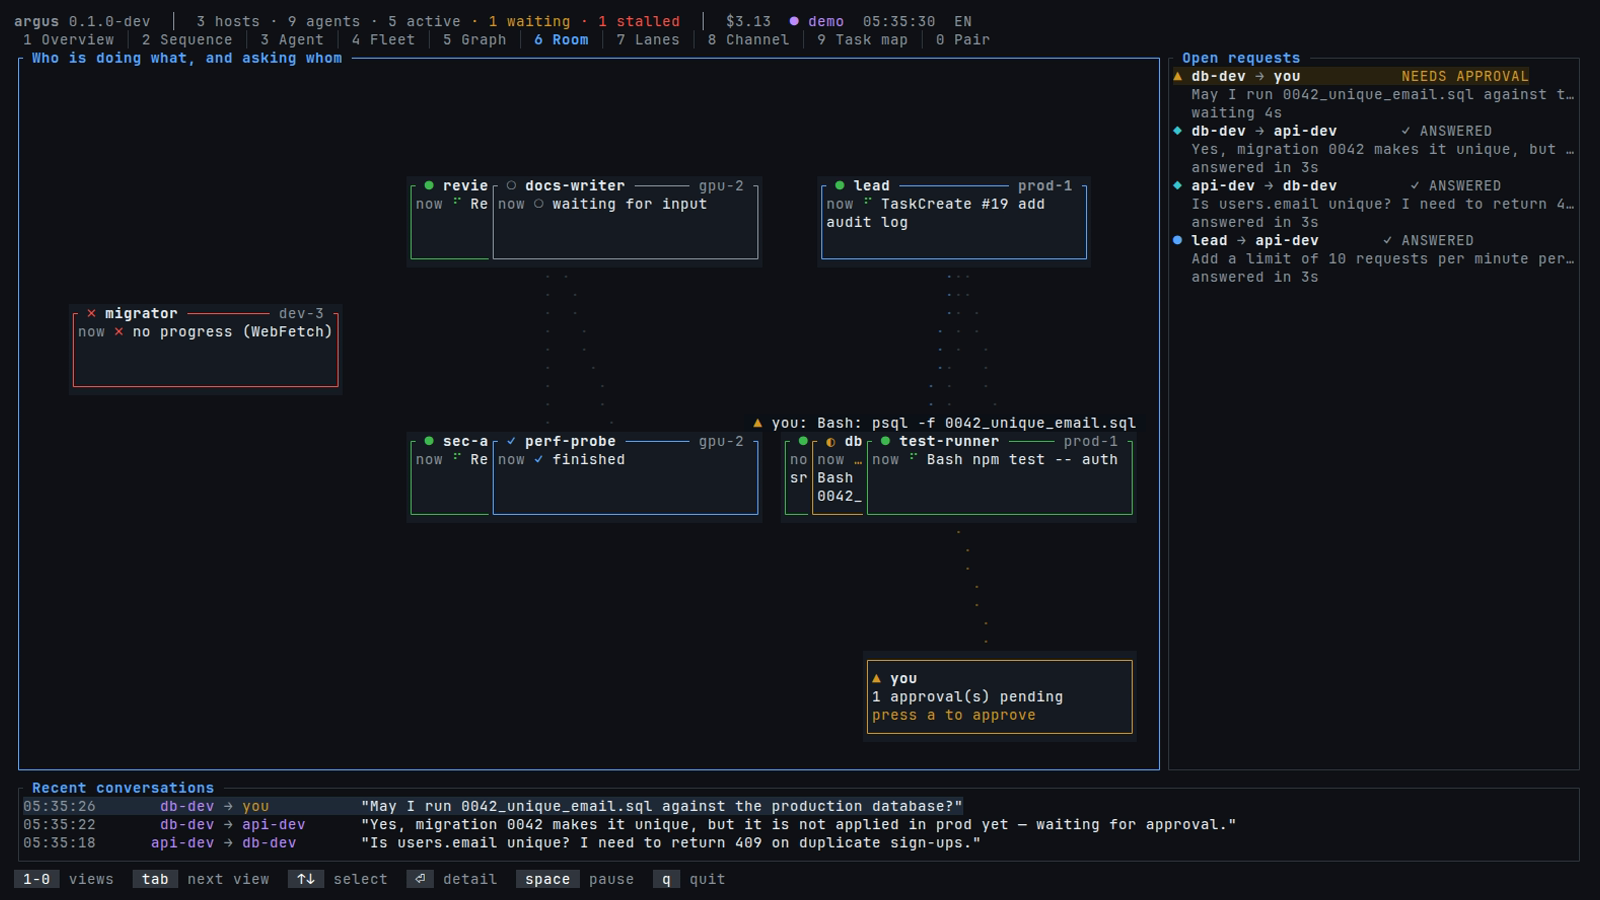 argus 0.1.0-dev │ 3 hosts · 9 agents · 5 active · 1 waiting · 1 stalled │ $3.13 ● demo 05:35:30 EN
1 Overview │ 2 Sequence │ 3 Agent │ 4 Fleet │ 5 Graph │ 6 Room │ 7 Lanes │ 8 Channel │ 9 Task map │ 0 Pair
Who is doing what, and asking whom
● revie
now Re
○ docs-writer gpu-2
now ○ waiting for input
● lead prod-1
now TaskCreate #19 add
audit log
✕ migrator dev-3
now ✕ no progress (WebFetch)
▲ you: Bash: psql -f 0042_unique_email.sql
● sec-a
now Re
✓ perf-probe gpu-2
now ✓ finished
●
no
sr
◐ db
now …
Bash
0042_
● test-runner prod-1
now Bash npm test -- auth
▲ you
1 approval(s) pending
press a to approve
Open requests
▲ db-dev → you NEEDS APPROVAL
May I run 0042_unique_email.sql against t…
waiting 4s
◆ db-dev → api-dev ✓ ANSWERED
Yes, migration 0042 makes it unique, but …
answered in 3s
◆ api-dev → db-dev ✓ ANSWERED
Is users.email unique? I need to return 4…
answered in 3s
● lead → api-dev ✓ ANSWERED
Add a limit of 10 requests per minute per…
answered in 3s
Recent conversations
05:35:26 db-dev → you "May I run 0042_unique_email.sql against the production database?"
05:35:22 db-dev → api-dev "Yes, migration 0042 makes it unique, but it is not applied in prod yet — waiting for approval."
05:35:18 api-dev → db-dev "Is users.email unique? I need to return 409 on duplicate sign-ups."
1-0 views tab next view ↑↓ select ⏎ detail space pause q quit